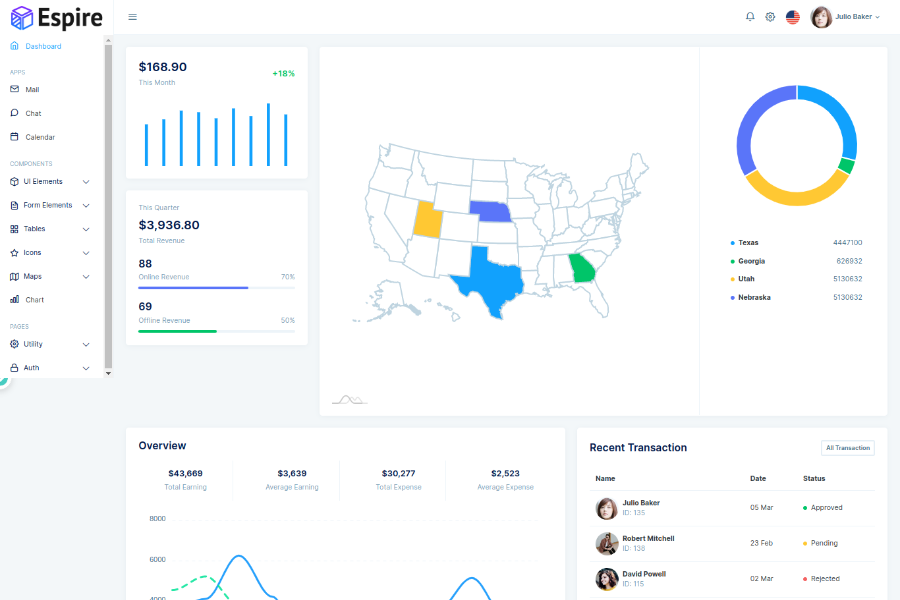 Espire
Julio Baker
Dashboard
APPS
Mail
Chat
Calendar
COMPONENTS
UI Elements
Form Elements
Tables
Icons
Maps
Chart
PAGES
Utility
Auth
$168.90
This Month
+18%
This Quarter
$3,936.80
Total Revenue
88
Online Revenue 70%
69
Offline Revenue 50%
Texas 4447100
Georgia 626932
Utah 5130632
Nebraska 5130632
Overview
$43,669 $3,639 $30,277 $2,523
Total Earning Average Earning Total Expense Average Expense
8000
6000
4000
Recent Transaction All Transaction
Name Date Status
Julio Baker
ID: 135
05 Mar Approved
Robert Mitchell
ID: 138
23 Feb Pending
David Powell
ID: 115
02 Mar Rejected